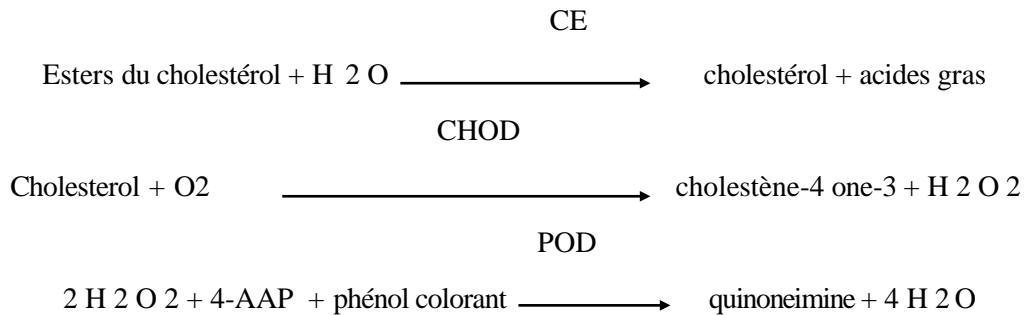 CE
Esters du cholestérol + H 2 O cholestérol + acides gras
CHOD
Cholesterol + O2 cholestène-4 one-3 + H 2 O 2
POD
2 H 2 O 2 + 4-AAP + phénol colorant quinoneimine + 4 H 2 O